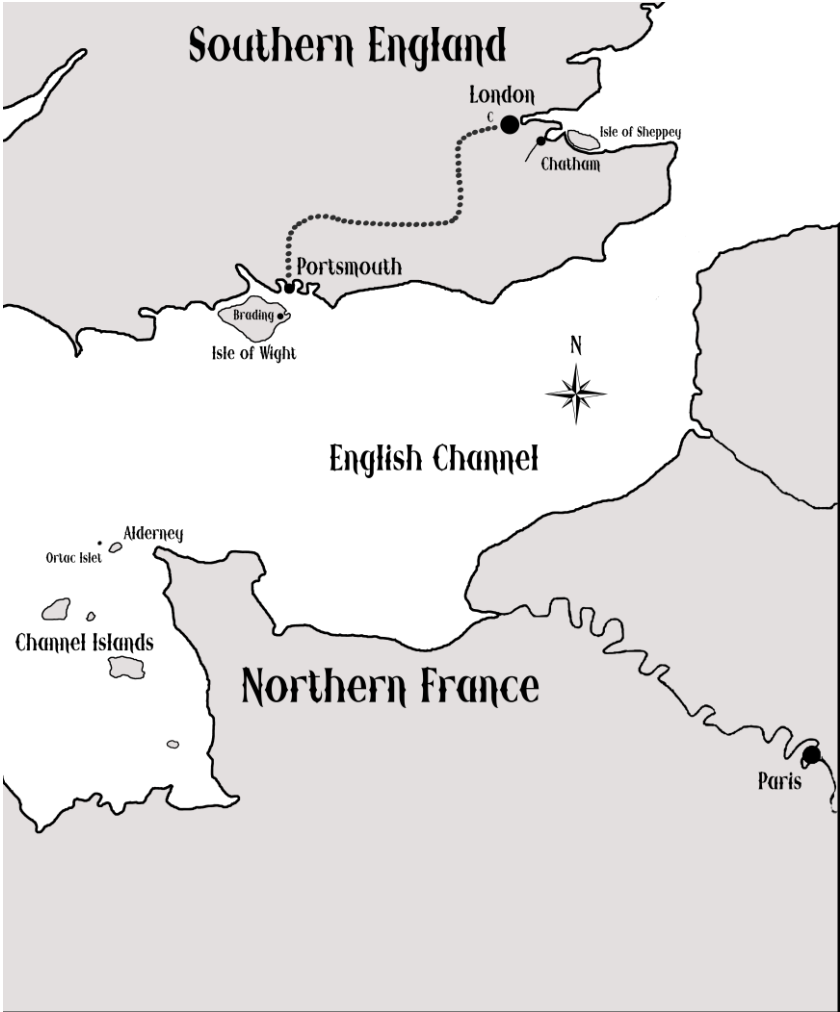 Southern England
London
C
Isle of Sheppey
Chatham
Portsmouth
Brading
Isle of Wight
N
English Channel
Alderney
Ortac Islet
Channel Islands
Northern France
Paris